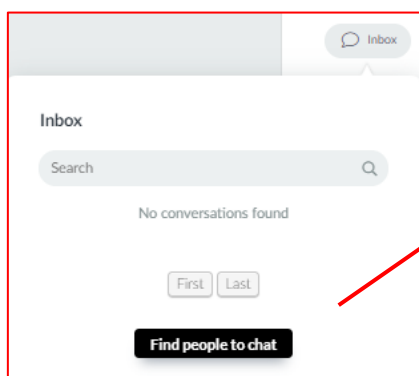 Inbox
Inbox
Search
No conversations found
First Last
Find people to chat